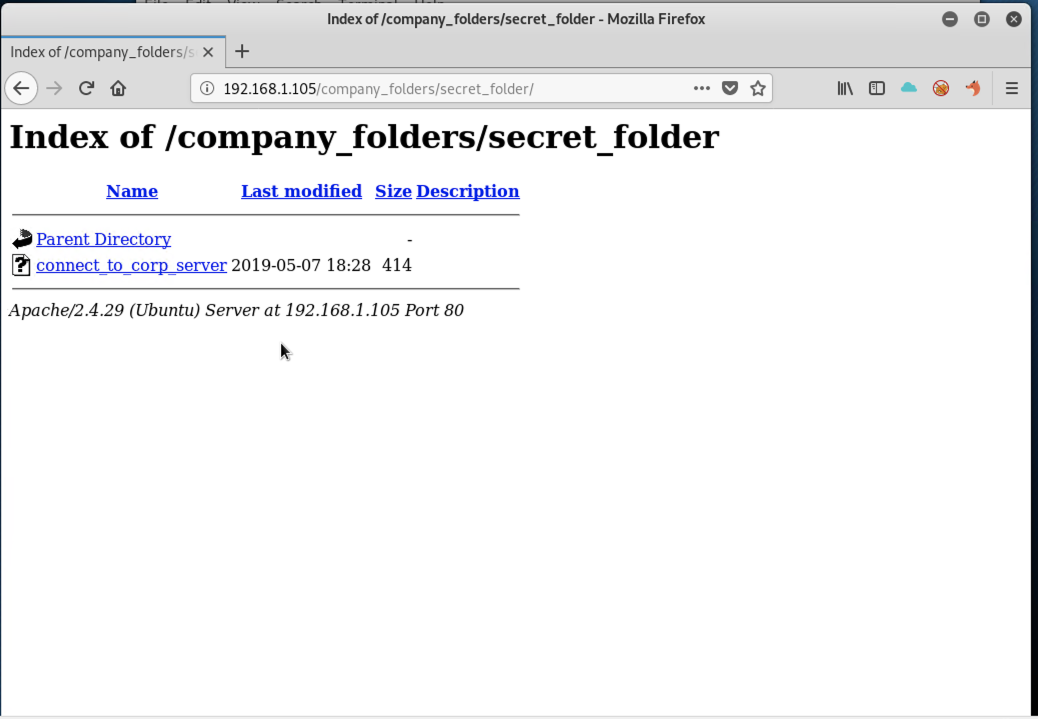 Index of /company_folders/secret_folder - Mozilla Firefox
Index of /company_folders/s
192.168.1.105/company_folders/secret_folder/
Index of /company_folders/secret_folder
Name Last modified Size Description
Parent Directory -
connect_to_corp_server 2019-05-07 18:28 414
Apache/2.4.29 (Ubuntu) Server at 192.168.1.105 Port 80